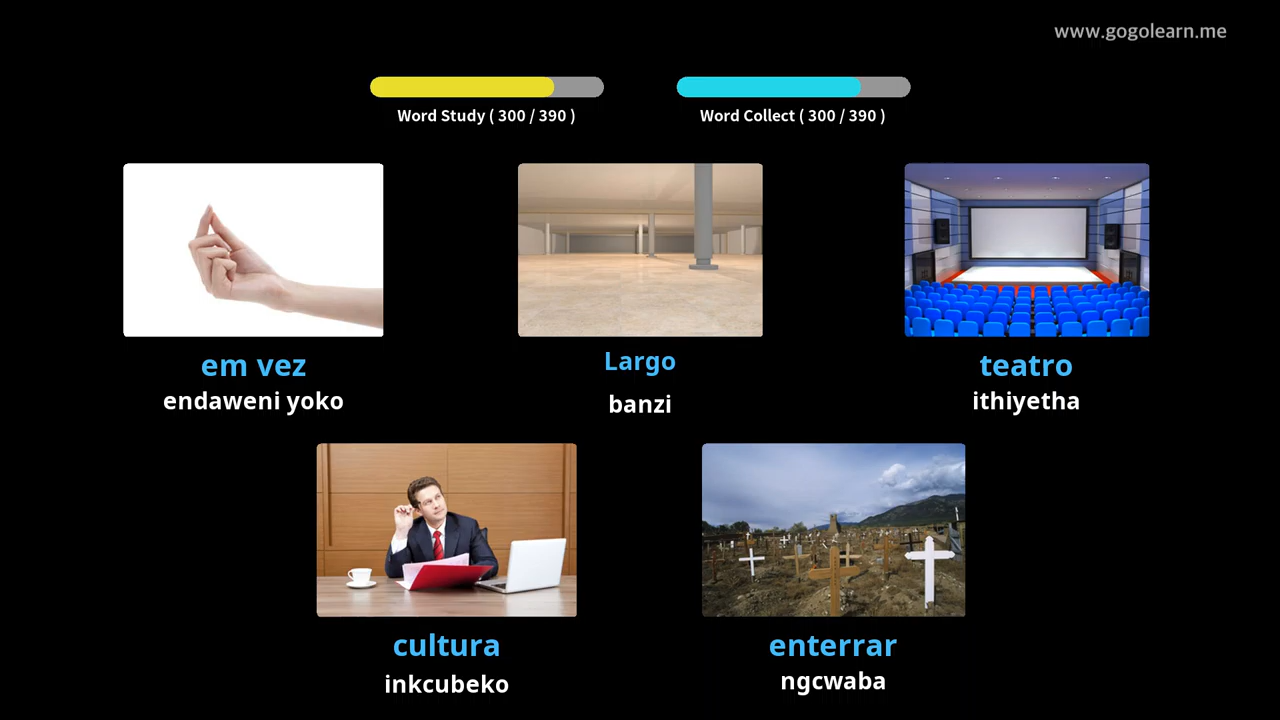 www.gogolearn.me
Word Study ( 300 / 390 )
Word Collect ( 300 / 390 )
em vez
endaweni yoko
Largo
banzi
teatro
ithiyetha
cultura
inkcubeko
enterrar
ngcwaba